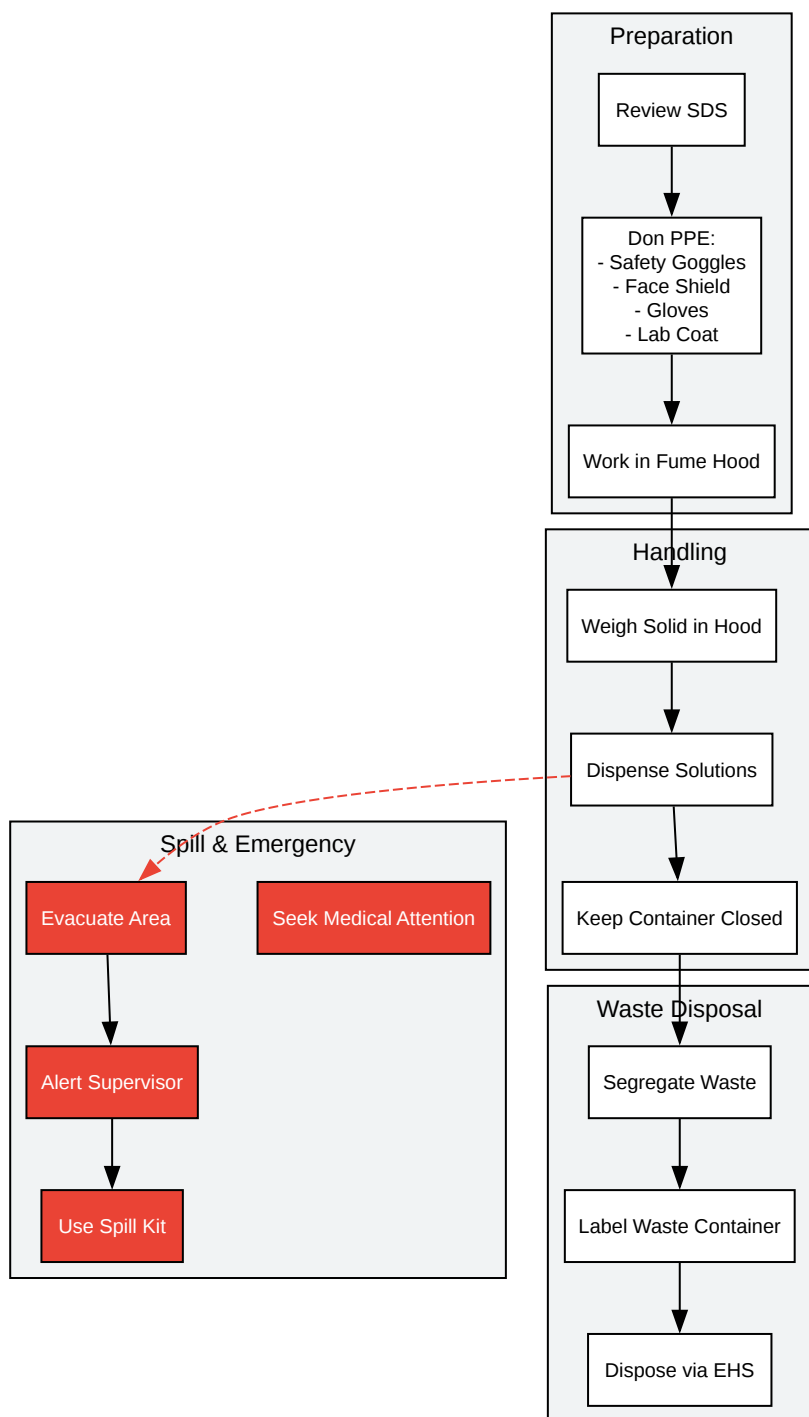 Preparation
Review SDS
Don PPE:
- Safety Goggles
- Face Shield
- Gloves
- Lab Coat
Work in Fume Hood
Handling
Weigh Solid in Hood
Dispense Solutions
Keep Container Closed
Spill & Emergency
Evacuate Area
Seek Medical Attention
Alert Supervisor
Use Spill Kit
Waste Disposal
Segregate Waste
Label Waste Container
Dispose via EHS